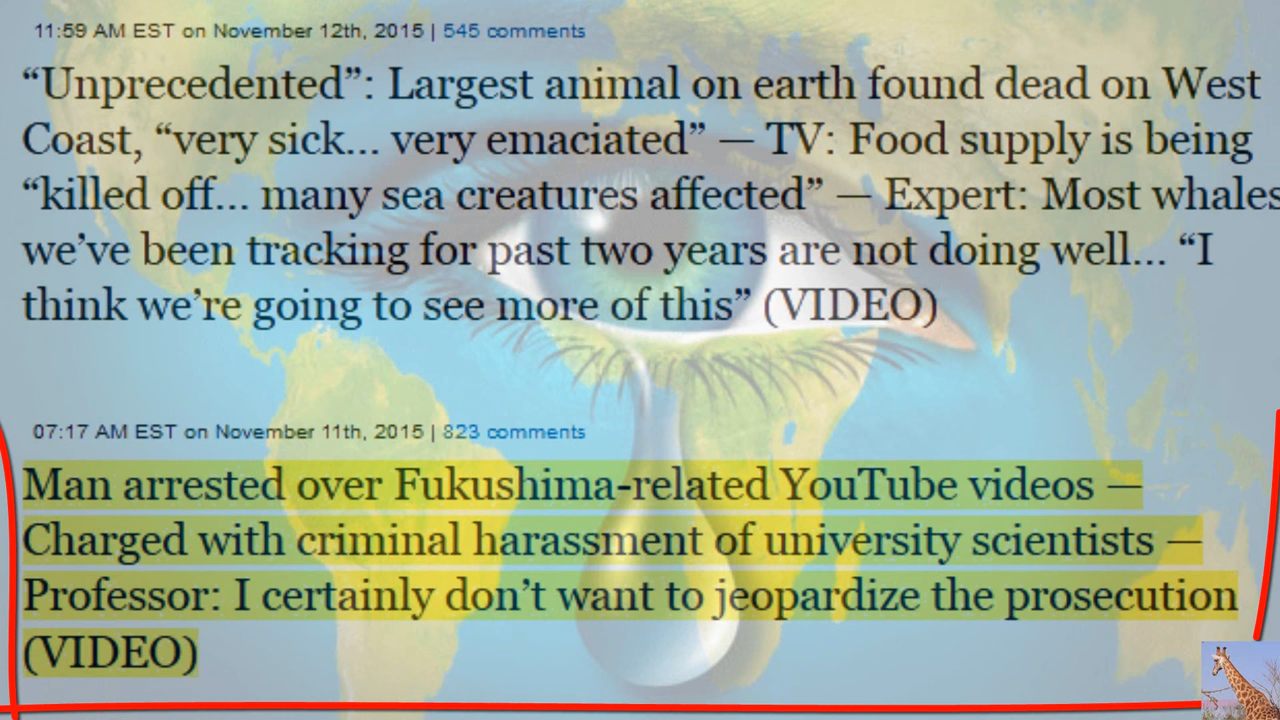 11:59 AM EST on November 12th, 2015 | 545 comments
“Unprecedented”: Largest animal on earth found dead on West
Coast, “very sick… very emaciated” — TV: Food supply is being
“killed off… many sea creatures affected” — Expert: Most whales
we’ve been tracking for past two years are not doing well… “I
think we’re going to see more of this” (VIDEO)
07:17 AM EST on November 11th, 2015 | 823 comments
Man arrested over Fukushima-related YouTube videos —
Charged with criminal harassment of university scientists —
Professor: I certainly don’t want to jeopardize the prosecution
(VIDEO)